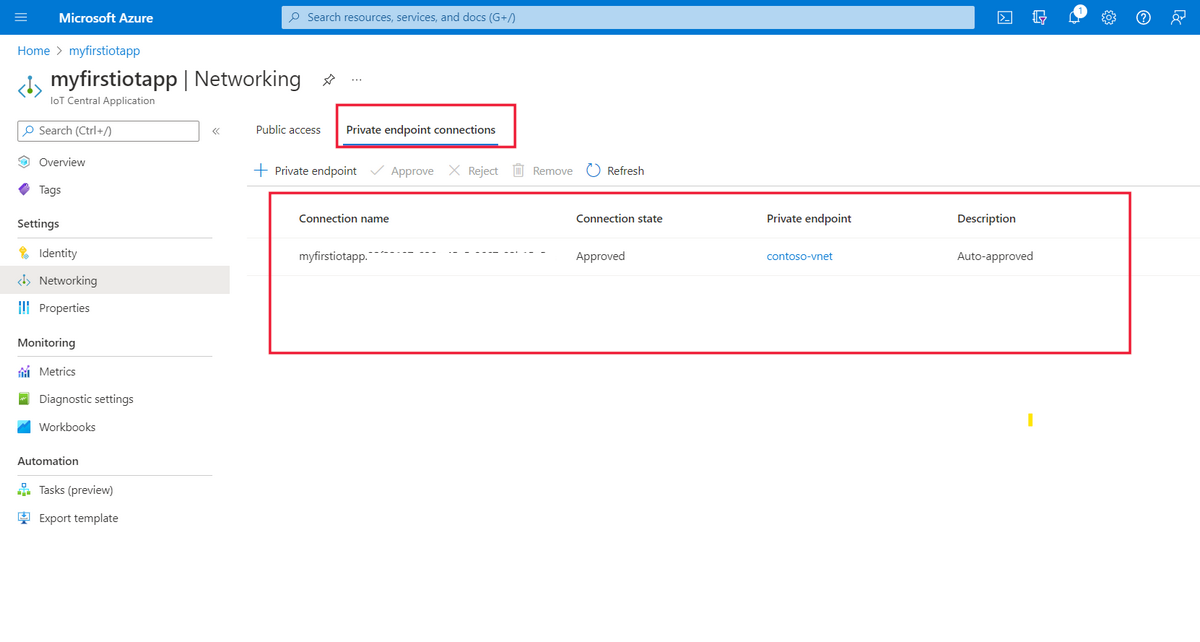 Microsoft Azure
Search resources, services, and docs (G+/)
1
Home > myfirstiotapp
myfirstiotapp | Networking
...
IoT Central Application
Search (Ctrl+/)
«
Overview
Tags
Settings
Identity
Networking
Properties
Monitoring
Metrics
Diagnostic settings
Workbooks
Automation
Tasks (preview)
Export template
Public access
Private endpoint connections
Private endpoint
Approve
Reject
Remove
Refresh
Connection name Connection state Private endpoint Description
myfirstiotapp. Approved contoso-vnet Auto-approved